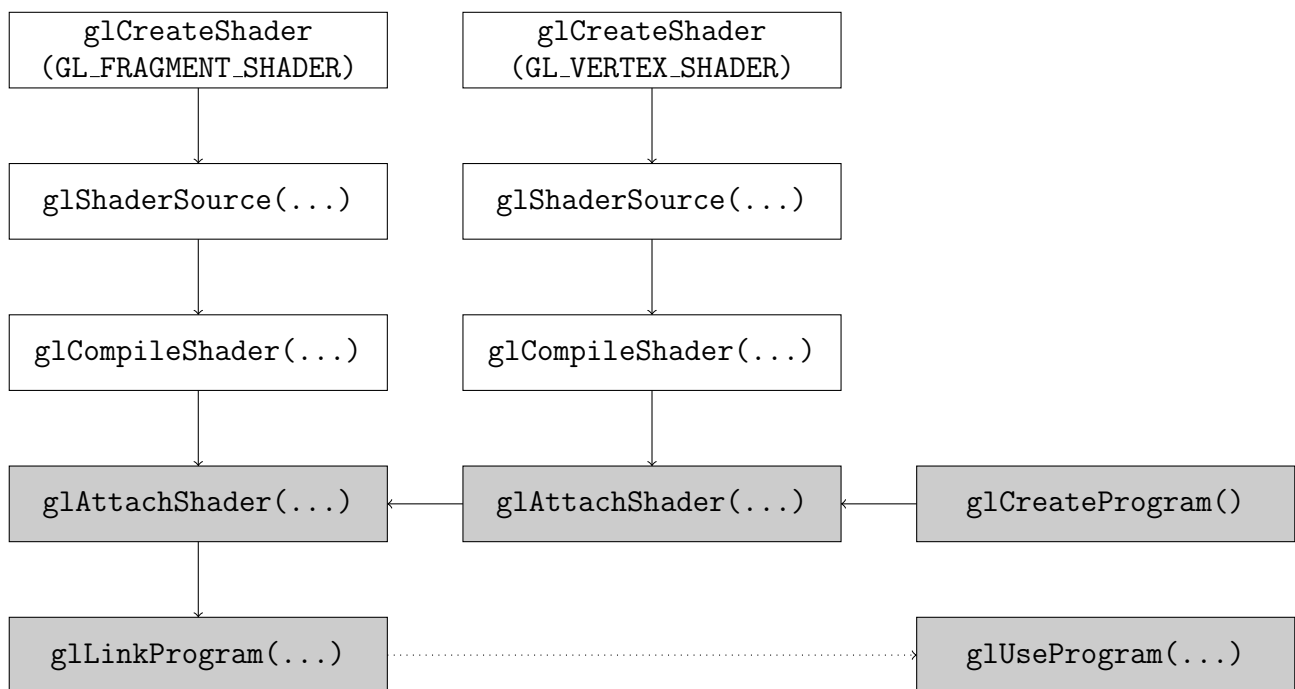 glCreateShader
(GL_FRAGMENT_SHADER)
glCreateShader
(GL_VERTEX_SHADER)
glShaderSource(...)
glShaderSource(...)
glCompileShader(...)
glCompileShader(...)
glAttachShader(...)
glAttachShader(...)
glCreateProgram()
glLinkProgram(...)
glUseProgram(...)